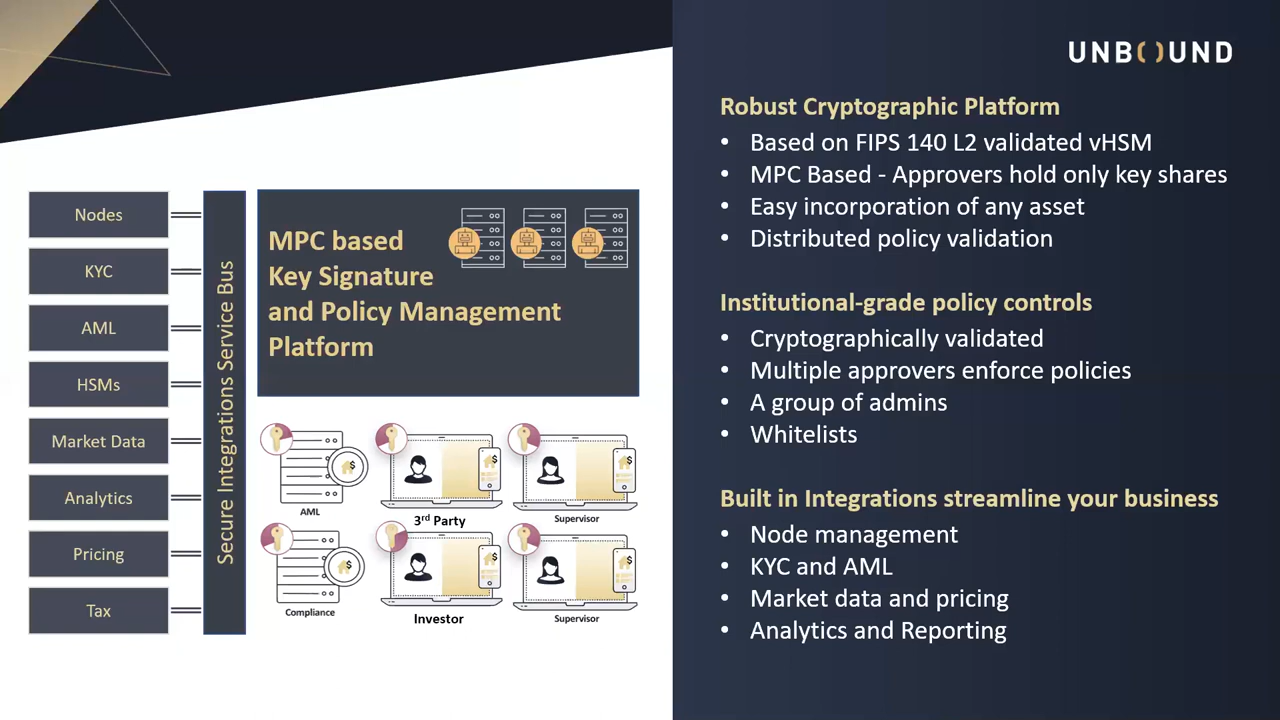 UNBOUND
Nodes
KYC
AML
HSMs
Market Data
Analytics
Pricing
Tax
Secure Integrations Service Bus
MPC based
Key Signature
and Policy Management
Platform
AML
3rd Party
Supervisor
Compliance
Investor
Supervisor
Robust Cryptographic Platform
• Based on FIPS 140 L2 validated vHSM
• MPC Based - Approvers hold only key shares
• Easy incorporation of any asset
• Distributed policy validation
Institutional-grade policy controls
• Cryptographically validated
• Multiple approvers enforce policies
• A group of admins
• Whitelists
Built in Integrations streamline your business
• Node management
• KYC and AML
• Market data and pricing
• Analytics and Reporting